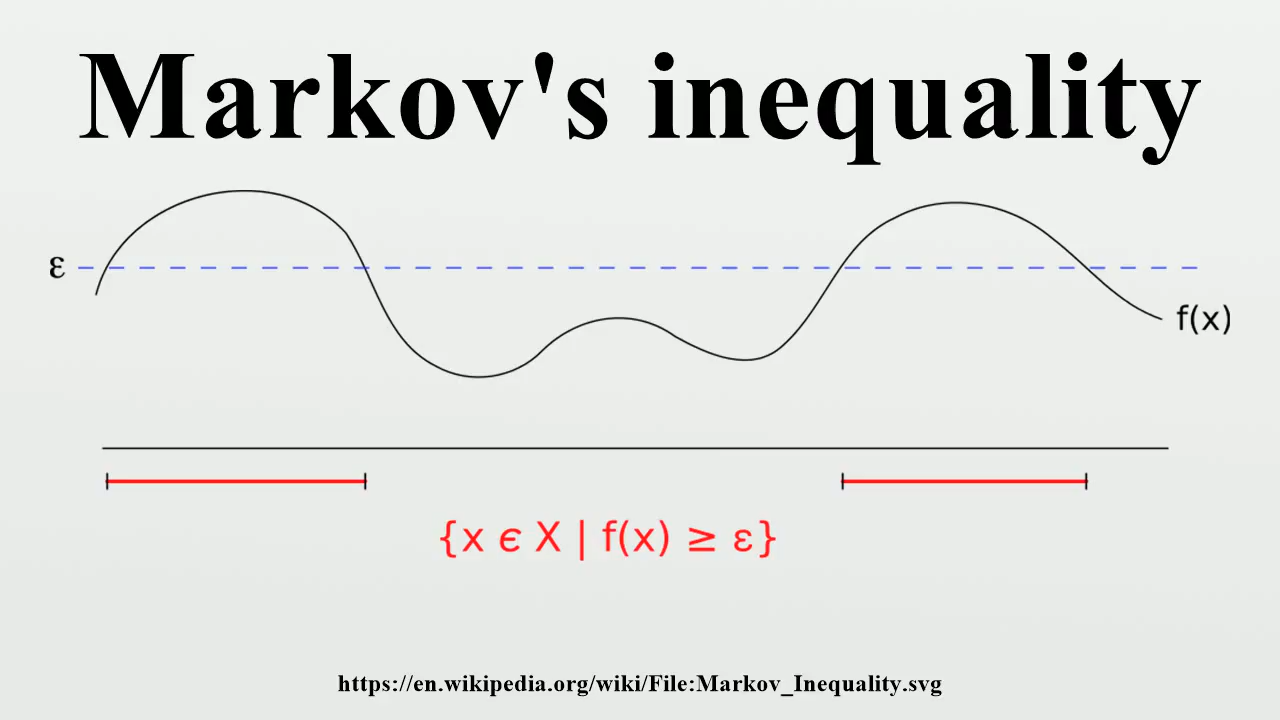 Markov's inequality
ε
f(x)
{x ϵ X | f(x) ≥ ε}
https://en.wikipedia.org/wiki/File:Markov_Inequality.svg